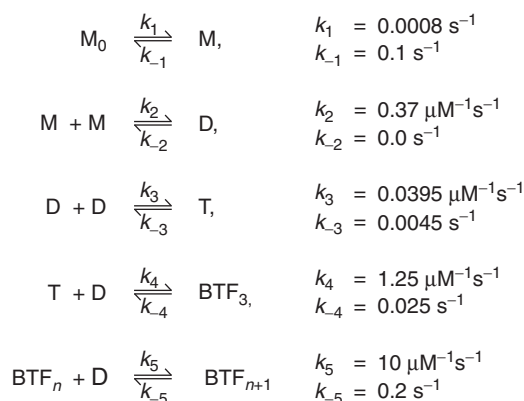 M₀ k₁ k₋₁ M, k₁ = 0.0008 s⁻¹
k₋₁ = 0.1 s⁻¹
M + M k₂ k₋₂ D, k₂ = 0.37 μM⁻¹s⁻¹
k₋₂ = 0.0 s⁻¹
D + D k₃ k₋₃ T, k₃ = 0.0395 μM⁻¹s⁻¹
k₋₃ = 0.0045 s⁻¹
T + D k₄ k₋₄ BTF₃, k₄ = 1.25 μM⁻¹s⁻¹
k₋₄ = 0.025 s⁻¹
BTFₙ + D k₅ k₋₅ BTFₙ₊₁ k₅ = 10 μM⁻¹s⁻¹
k₋₅ = 0.2 s⁻¹